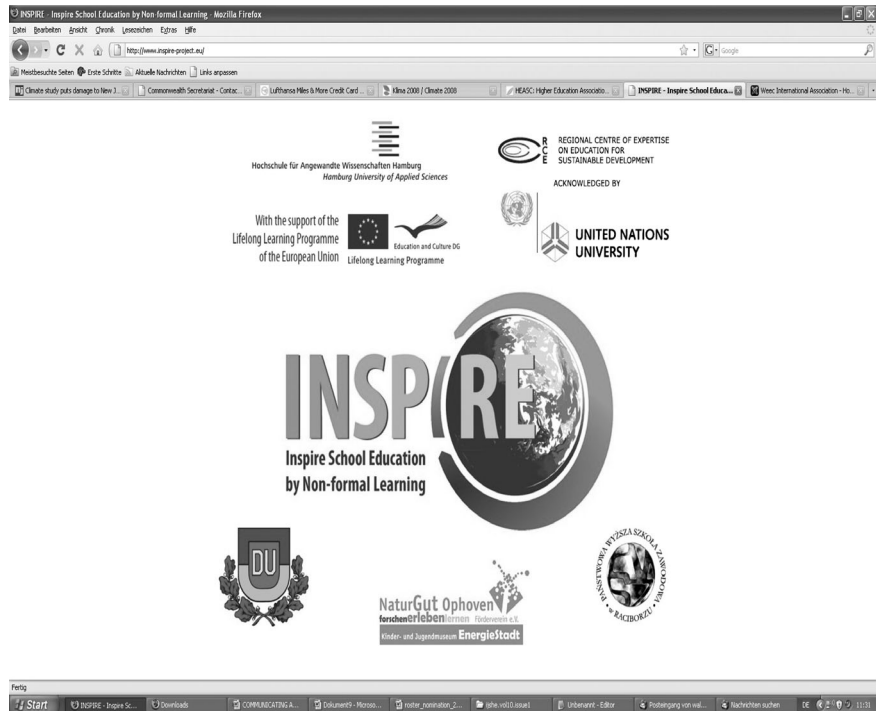 INSPIRE - Inspire School Education by Non-formal Learning - Mozilla Firefox
Datei Bearbeiten Ansicht Chronik Lesezeichen Extras Hilfe
http://www.inspire-project.eu/
Google
Meistbesuchte Seiten Erste Schritte Aktuelle Nachrichten Links anpassen
Climate study puts damage to New J... Commonwealth Secretariat - Contac... Lufthansa Miles & More Credit Card ... Klima 2008 / Climate 2008 HEASC: Higher Education Associatio... INSPIRE - Inspire School Educa... Weec International Association - Ho...
Hochschule für Angewandte Wissenschaften Hamburg
Hamburg University of Applied Sciences
RCE
REGIONAL CENTRE OF EXPERTISE
ON EDUCATION FOR
SUSTAINABLE DEVELOPMENT
ACKNOWLEDGED BY
UNITED NATIONS
UNIVERSITY
With the support of the
Lifelong Learning Programme
of the European Union
Education and Culture DG
Lifelong Learning Programme
INSPIRE
Inspire School Education
by Non-formal Learning
DU
NaturGut Ophoven
forschenerlebenlernen Förderverein e.V.
Kinder- und Jugendmuseum EnergieStadt
PAŃSTWOWA WYŻSZA SZKOŁA ZAWODOWA
w RACIBORZU
Fertig
Start INSPIRE - Inspire Sc... Downloads COMMUNICATING A... Dokument9 - Microso... roster_nomination_2... ijshe.vol10.issue1 Unbenannt - Editor Posteingang von wal... Nachrichten suchen DE 11:31